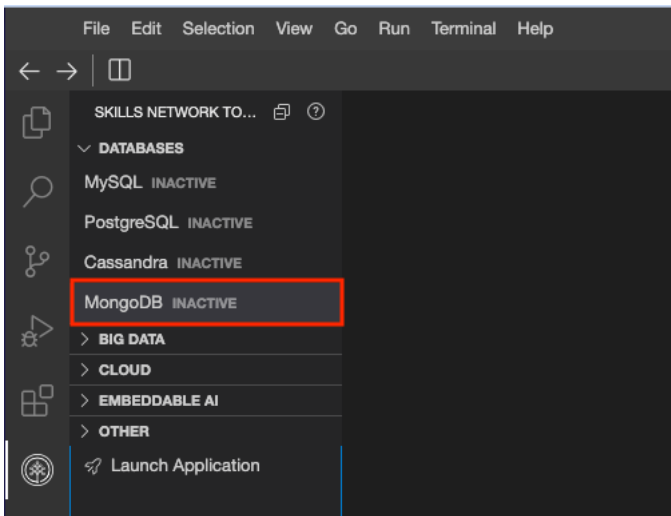 File Edit Selection View Go Run Terminal Help
SKILLS NETWORK TO...
DATABASES
MySQL INACTIVE
PostgreSQL INACTIVE
Cassandra INACTIVE
MongoDB INACTIVE
BIG DATA
CLOUD
EMBEDDABLE AI
OTHER
Launch Application